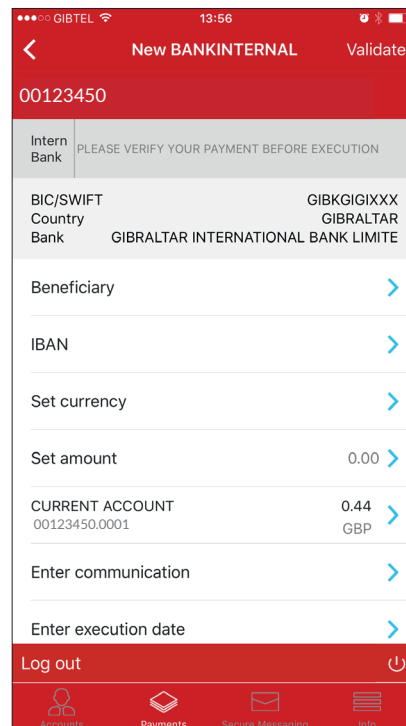 GIBTEL 13:56
New BANKINTERNAL Validate
00123450
Intern
Bank
PLEASE VERIFY YOUR PAYMENT BEFORE EXECUTION
BIC/SWIFT GIBKGIGIXXX
Country GIBRALTAR
Bank GIBRALTAR INTERNATIONAL BANK LIMITE
Beneficiary
IBAN
Set currency
Set amount 0.00
CURRENT ACCOUNT 0.44
00123450.0001 GBP
Enter communication
Enter execution date
Log out
Accounts Payments Secure Messaging Info